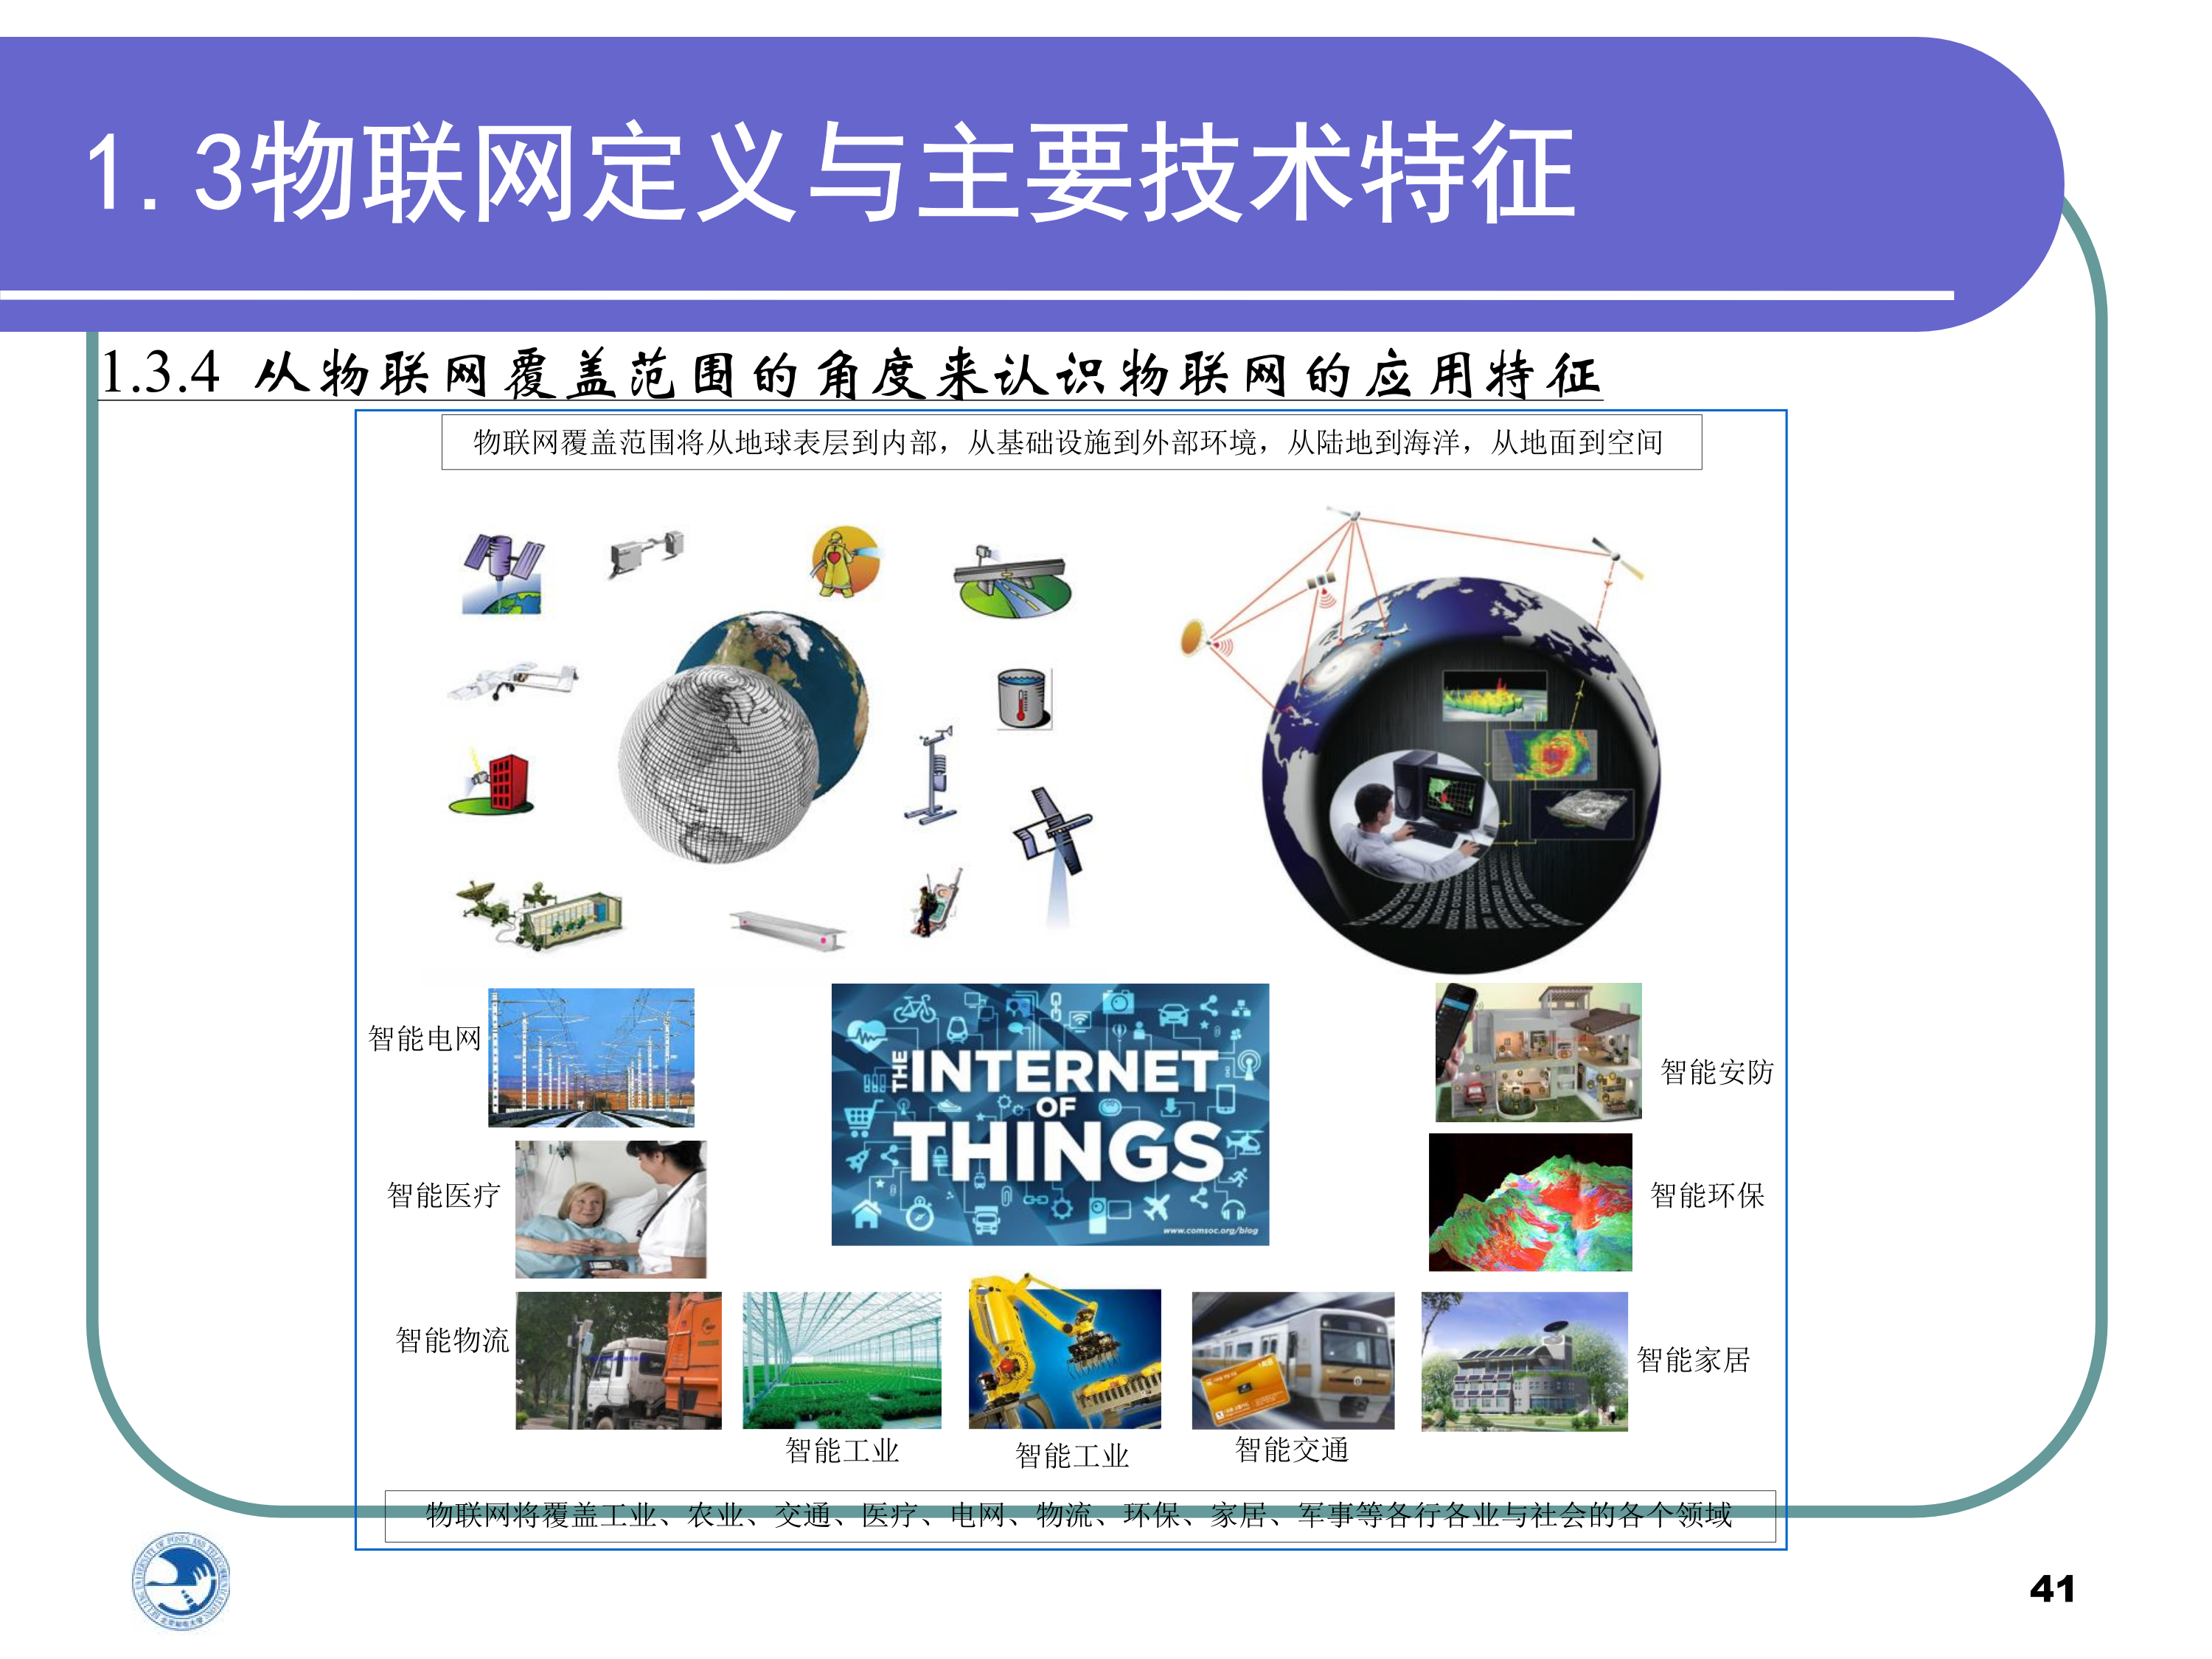 1.3物联网定义与主要技术特征
1.3.4 从物联网覆盖范围的角度来认识物联网的应用特征
物联网覆盖范围将从地球表层到内部，从基础设施到外部环境，从陆地到海洋，从地面到空间
智能电网
THE INTERNET
OF
THINGS
www.comsoc.org/blog
智能安防
智能医疗
智能环保
智能物流
智能家居
智能工业
智能工业
智能交通
物联网将覆盖工业、农业、交通、医疗、电网、物流、环保、家居、军事等各行各业与社会的各个领域
41